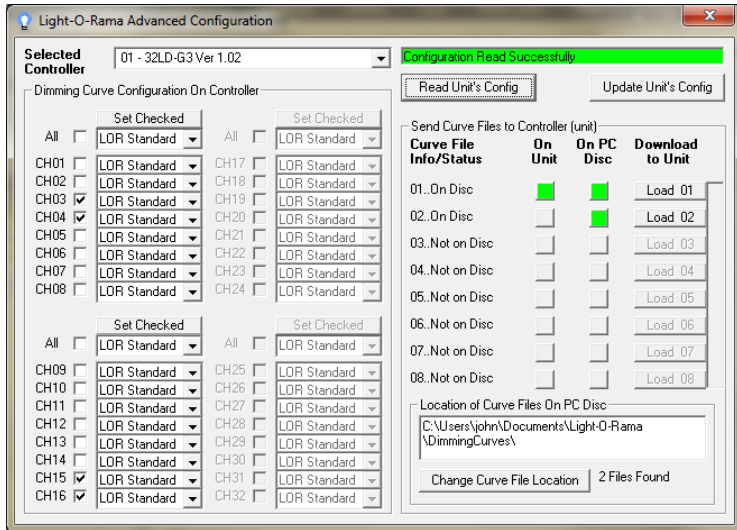 Light-O-Rama Advanced Configuration
Selected Controller
01 - 32LD-G3 Ver 1.02
Dimming Curve Configuration On Controller
Set Checked Set Checked
All LOR Standard All LOR Standard
CH01 LOR Standard CH17 LOR Standard
CH02 LOR Standard CH18 LOR Standard
CH03 LOR Standard CH19 LOR Standard
CH04 LOR Standard CH20 LOR Standard
CH05 LOR Standard CH21 LOR Standard
CH06 LOR Standard CH22 LOR Standard
CH07 LOR Standard CH23 LOR Standard
CH08 LOR Standard CH24 LOR Standard
Set Checked Set Checked
All LOR Standard All LOR Standard
CH09 LOR Standard CH25 LOR Standard
CH10 LOR Standard CH26 LOR Standard
CH11 LOR Standard CH27 LOR Standard
CH12 LOR Standard CH28 LOR Standard
CH13 LOR Standard CH29 LOR Standard
CH14 LOR Standard CH30 LOR Standard
CH15 LOR Standard CH31 LOR Standard
CH16 LOR Standard CH32 LOR Standard
Configuration Read Successfully
Read Unit's Config Update Unit's Config
Send Curve Files to Controller (unit)
Curve File On On PC Download
Info/Status Unit Disc to Unit
01..On Disc Load 01
02..On Disc Load 02
03..Not on Disc Load 03
04..Not on Disc Load 04
05..Not on Disc Load 05
06..Not on Disc Load 06
07..Not on Disc Load 07
08..Not on Disc Load 08
Location of Curve Files On PC Disc
C:\Users\john\Documents\Light-O-Rama
\DimmingCurves\
Change Curve File Location 2 Files Found